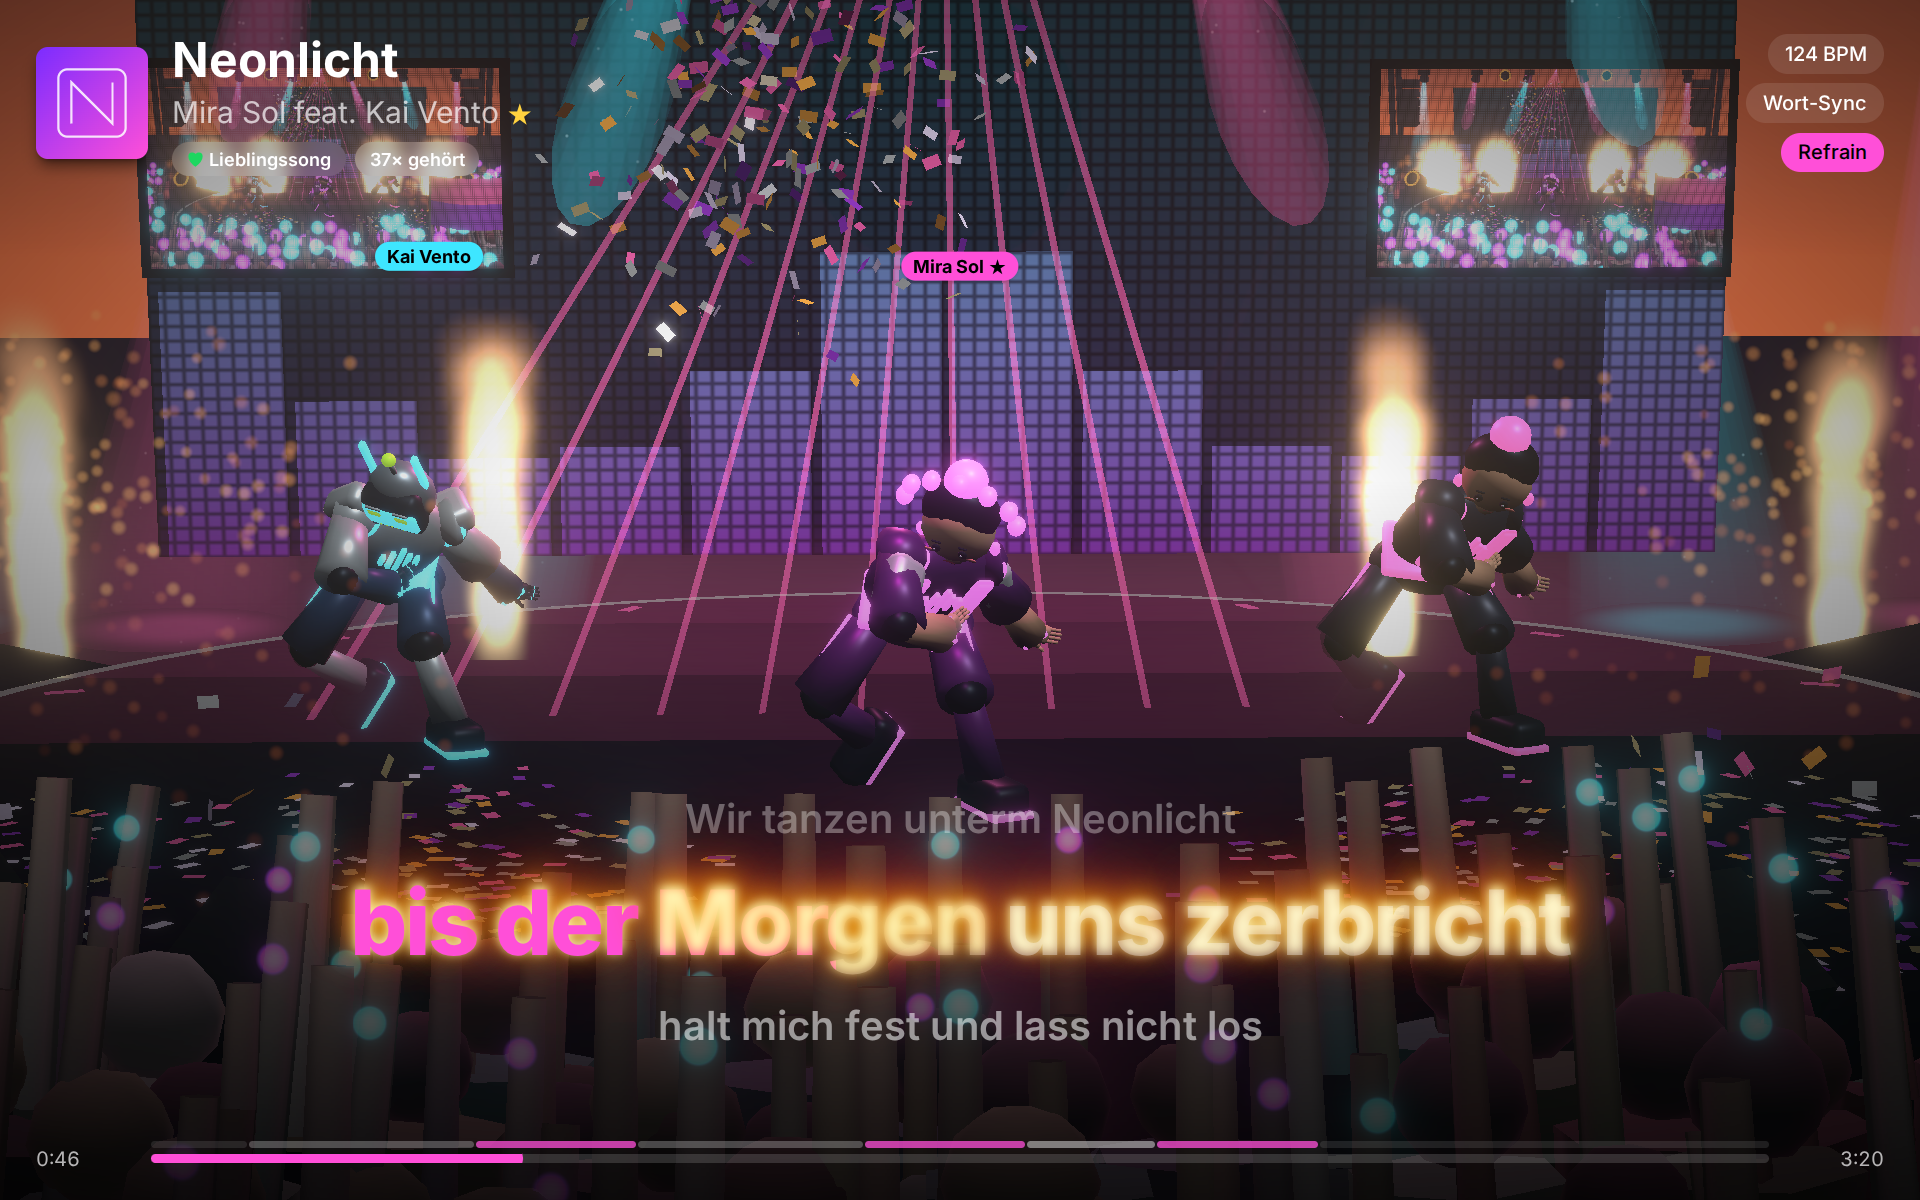 N
Neonlicht
Mira Sol feat. Kai Vento ★
Lieblingssong
37× gehört
124 BPM
Wort-Sync
Refrain
Kai Vento
Mira Sol ★
Wir tanzen unterm Neonlicht
bis der Morgen uns zerbricht
halt mich fest und lass nicht los
0:46
3:20